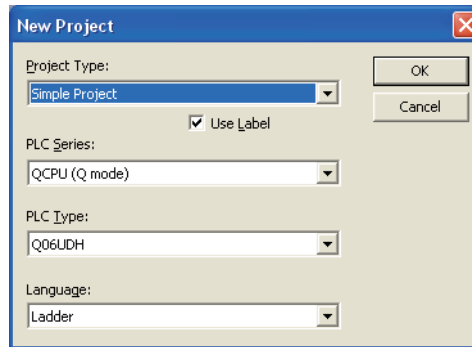 New Project
Project Type:
OK
Simple Project
Cancel
Use Label
PLC Series:
QCPU (Q mode)
PLC Type:
Q06UDH
Language:
Ladder